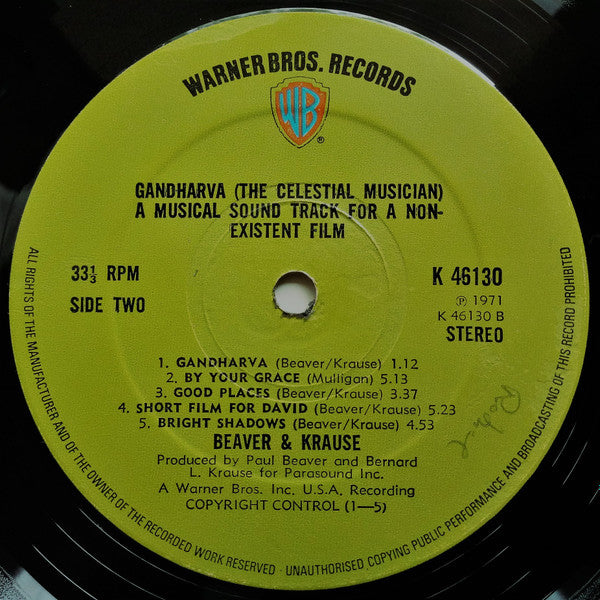 WARNER BROS. RECORDS
WB
®
GANDHARVA (THE CELESTIAL MUSICIAN)
A MUSICAL SOUND TRACK FOR A NON-
EXISTENT FILM
33⅓ RPM
SIDE TWO
K 46130
℗ 1971
K 46130 B
STEREO
1. GANDHARVA (Beaver/Krause) 1.12
2. BY YOUR GRACE (Mulligan) 5.13
3. GOOD PLACES (Beaver/Krause) 3.37
4. SHORT FILM FOR DAVID (Beaver/Krause) 5.23
5. BRIGHT SHADOWS (Beaver/Krause) 4.53
BEAVER & KRAUSE
Produced by Paul Beaver and Bernard
L. Krause for Parasound Inc.
A Warner Bros. Inc. U.S.A. Recording
COPYRIGHT CONTROL (1—5)
ALL RIGHTS OF THE MANUFACTURER AND OF THE OWNER OF THE RECORDED WORK RESERVED · UNAUTHORISED COPYING PUBLIC PERFORMANCE AND BROADCASTING OF THIS RECORD PROHIBITED